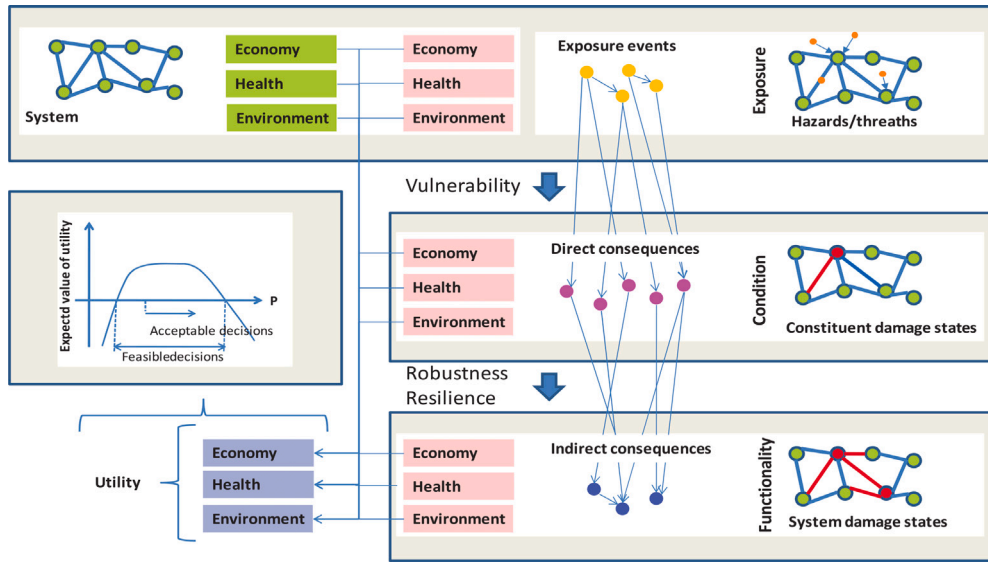 System
Economy
Health
Environment
Economy
Health
Environment
Exposure events
Exposure
Hazards/threaths
Vulnerability
Expectd value of utility
P
Acceptable decisions
Feasibledecisions
Economy
Health
Environment
Direct consequences
Condition
Constituent damage states
Robustness
Resilience
Utility
Economy
Health
Environment
Economy
Health
Environment
Indirect consequences
Functionality
System damage states